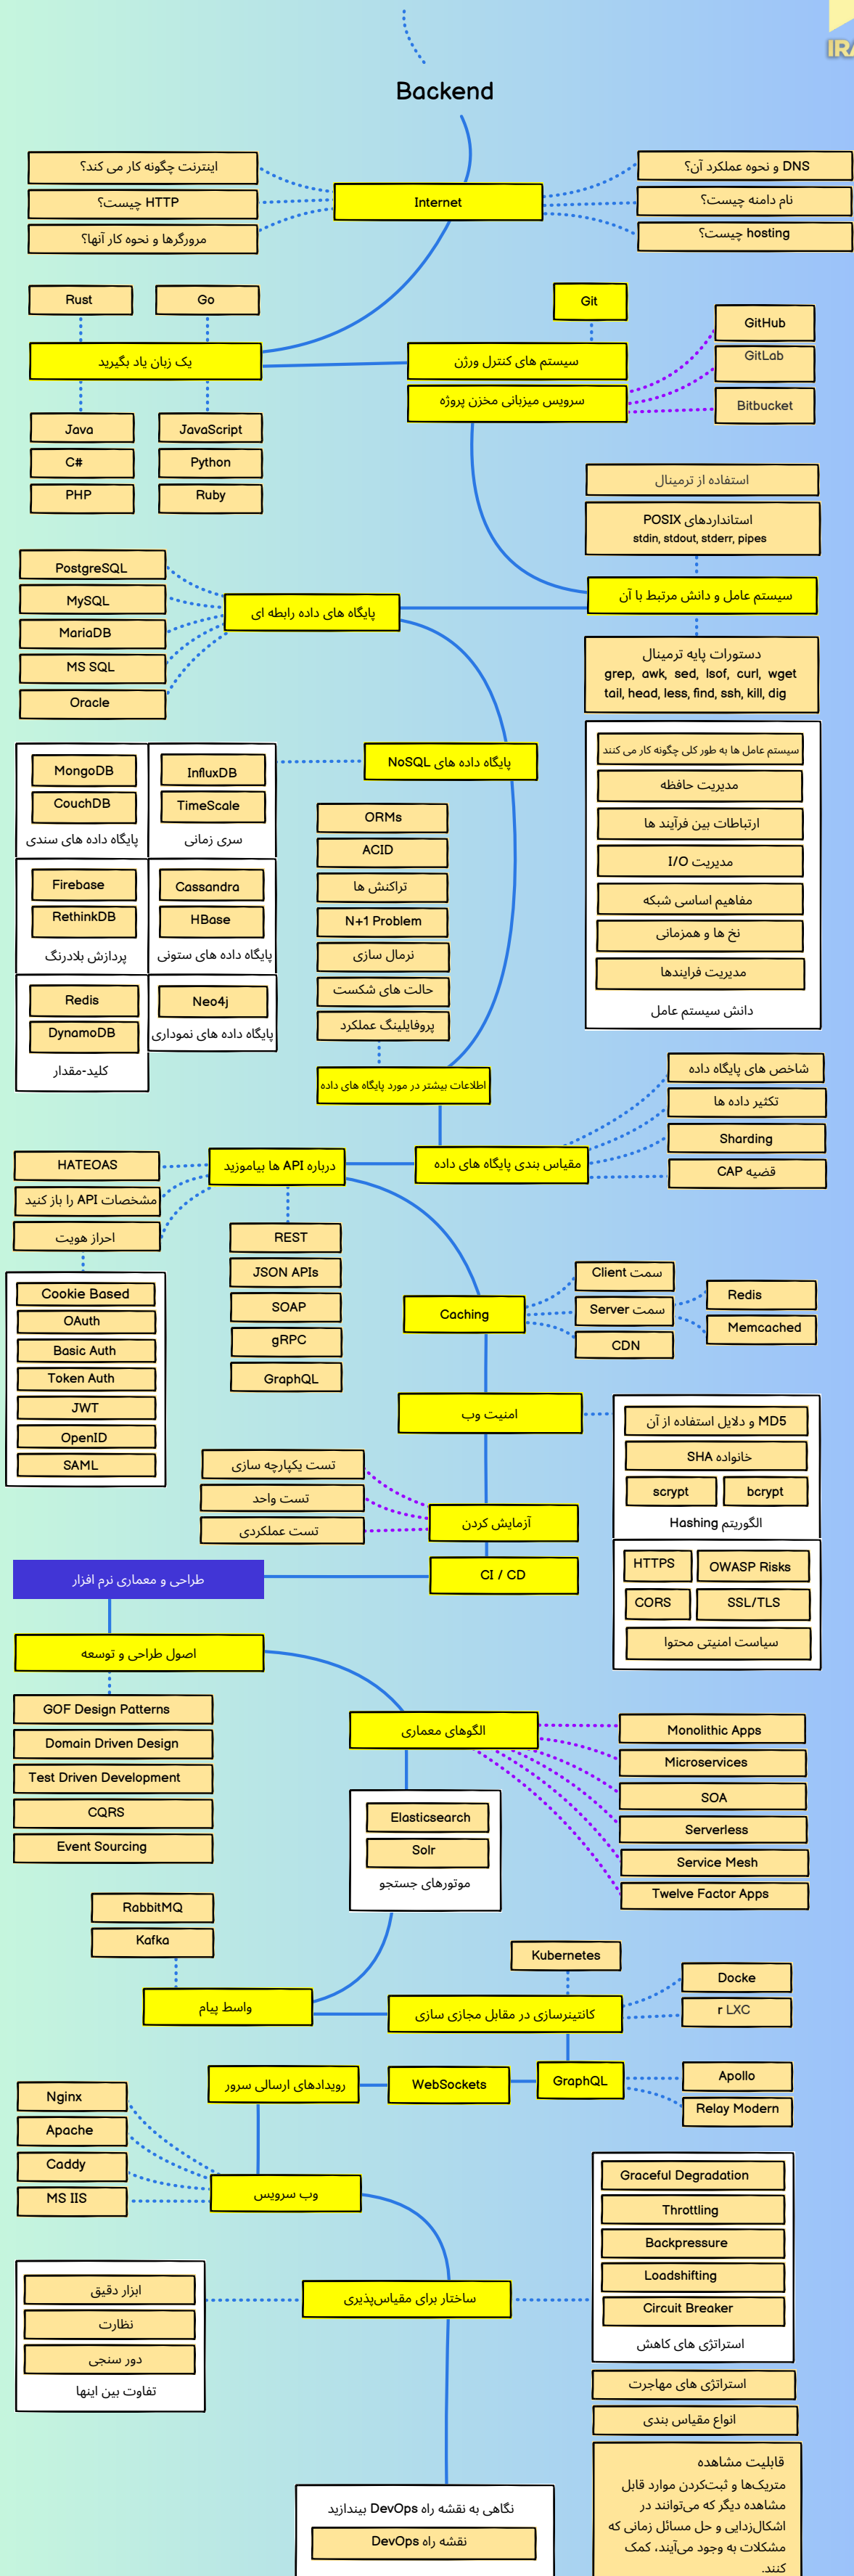 IRA
Backend
اینترنت چگونه کار می کند؟
HTTP چیست؟
مرورگرها و نحوه کار آنها؟
Internet
DNS و نحوه عملکرد آن؟
نام دامنه چیست؟
hosting چیست؟
Rust
Go
یک زبان یاد بگیرید
Java
JavaScript
C#
Python
PHP
Ruby
Git
سیستم های کنترل ورژن
سرویس میزبانی مخزن پروژه
GitHub
GitLab
Bitbucket
استفاده از ترمینال
استانداردهای POSIX
stdin, stdout, stderr, pipes
سیستم عامل و دانش مرتبط با آن
دستورات پایه ترمینال
grep, awk, sed, lsof, curl, wget
tail, head, less, find, ssh, kill, dig
سیستم عامل ها به طور کلی چگونه کار می کنند
مدیریت حافظه
ارتباطات بین فرآیند ها
مدیریت I/O
مفاهیم اساسی شبکه
نخ ها و همزمانی
مدیریت فرایندها
دانش سیستم عامل
PostgreSQL
MySQL
MariaDB
MS SQL
Oracle
پایگاه های داده رابطه ای
پایگاه داده های NoSQL
MongoDB
CouchDB
پایگاه داده های سندی
InfluxDB
TimeScale
سری زمانی
Firebase
RethinkDB
پردازش بلادرنگ
Cassandra
HBase
پایگاه داده های ستونی
Redis
DynamoDB
کلید-مقدار
Neo4j
پایگاه داده های نموداری
ORMs
ACID
تراکنش ها
N+1 Problem
نرمال سازی
حالت های شکست
پروفایلینگ عملکرد
اطلاعات بیشتر در مورد پایگاه های داده
مقیاس بندی پایگاه های داده
شاخص های پایگاه داده
تکثیر داده ها
Sharding
قضیه CAP
درباره API ها بیاموزید
HATEOAS
مشخصات API را باز کنید
احراز هویت
Cookie Based
OAuth
Basic Auth
Token Auth
JWT
OpenID
SAML
REST
JSON APIs
SOAP
gRPC
GraphQL
Caching
سمت Client
سمت Server
CDN
Redis
Memcached
امنیت وب
MD5 و دلایل استفاده از آن
خانواده SHA
scrypt
bcrypt
الگوریتم Hashing
HTTPS
OWASP Risks
CORS
SSL/TLS
سیاست امنیتی محتوا
تست یکپارچه سازی
تست واحد
تست عملکردی
آزمایش کردن
CI / CD
طراحی و معماری نرم افزار
اصول طراحی و توسعه
GOF Design Patterns
Domain Driven Design
Test Driven Development
CQRS
Event Sourcing
الگوهای معماری
Monolithic Apps
Microservices
SOA
Serverless
Service Mesh
Twelve Factor Apps
Elasticsearch
Solr
موتورهای جستجو
RabbitMQ
Kafka
واسط پیام
کانتینرسازی در مقابل مجازی سازی
Kubernetes
Docke
r LXC
GraphQL
Apollo
Relay Modern
WebSockets
رویدادهای ارسالی سرور
Nginx
Apache
Caddy
MS IIS
وب سرویس
ساختار برای مقیاس‌پذیری
ابزار دقیق
نظارت
دور سنجی
تفاوت بین اینها
Graceful Degradation
Throttling
Backpressure
Loadshifting
Circuit Breaker
استراتژی های کاهش
استراتژی های مهاجرت
انواع مقیاس بندی
قابلیت مشاهده
متریک‌ها و ثبت‌کردن موارد قابل
مشاهده دیگر که می‌توانند در
اشکال‌زدایی و حل مسائل زمانی که
مشکلات به وجود می‌آیند، کمک
کنند.
نگاهی به نقشه راه DevOps بیندازید
نقشه راه DevOps